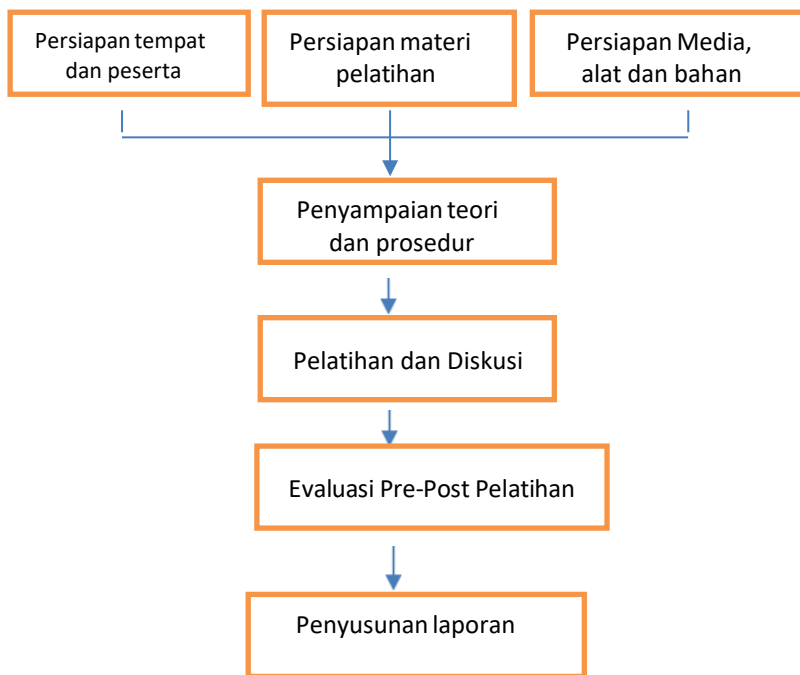 Persiapan tempat
dan peserta
Persiapan materi
pelatihan
Persiapan Media,
alat dan bahan
Penyampaian teori
dan prosedur
Pelatihan dan Diskusi
Evaluasi Pre-Post Pelatihan
Penyusunan laporan